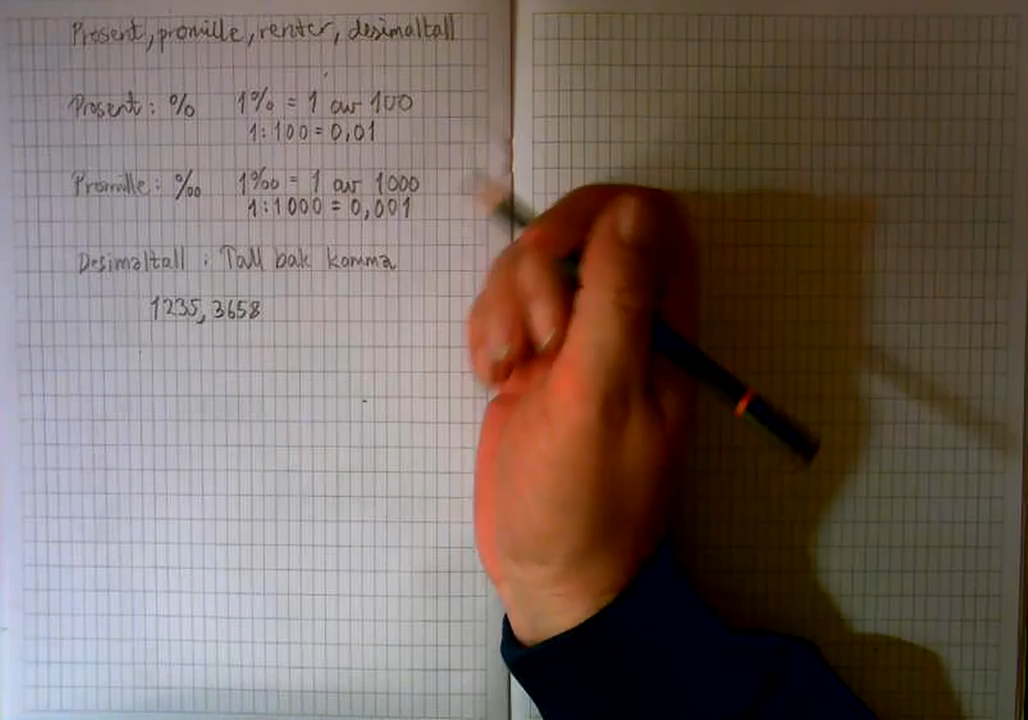 Prosent, promille, renter, desimaltall
Prosent: % 1% = 1 av 100
1:100 = 0,01
Promille: ‰ 1‰ = 1 av 1000
1:1000 = 0,001
Desimaltall : Tall bak komma
1235,3658